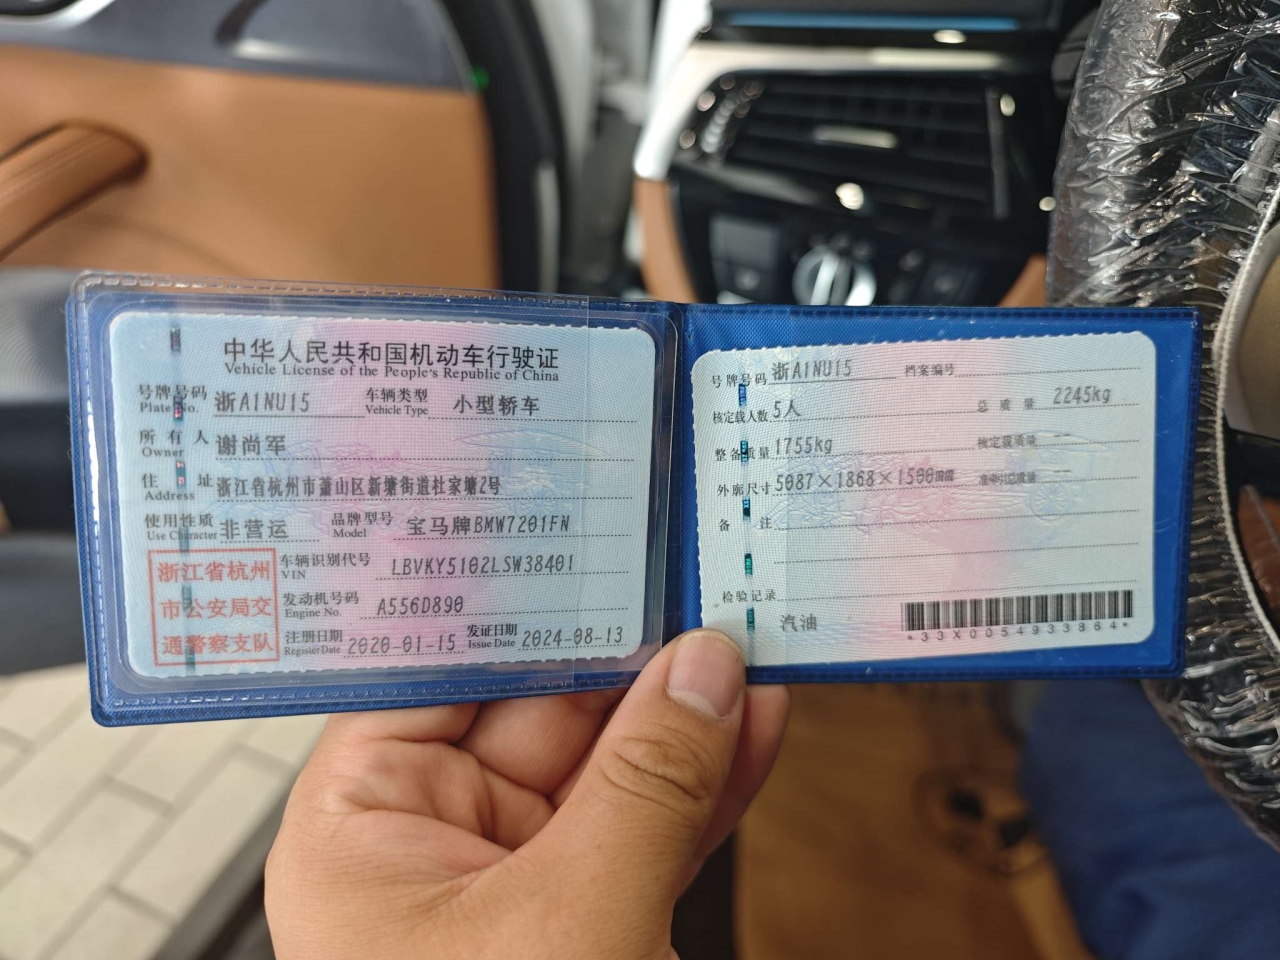 中华人民共和国机动车行驶证
Vehicle License of the People's Republic of China
号牌号码 浙A1NU15 车辆类型 小型轿车
Plate No. Vehicle Type
所有人 谢尚军
Owner
住址 浙江省杭州市萧山区新塘街道杜家塘2号
Address
使用性质 非营运 品牌型号 宝马牌BMW7201FN
Use Character Model
浙江省杭州
市公安局交
通警察支队
车辆识别代号 LBVKY5102LSW38401
VIN
发动机号码 A556D890
Engine No.
注册日期 2020-01-15 发证日期 2024-08-13
Register Date Issue Date
号牌号码 浙A1NU15 档案编号
核定载人数 5人 总质量 2245kg
整备质量 1755kg 核定载质量 --
外廓尺寸 5087×1868×1500mm 准牵引总质量 --
备注
检验记录
汽油
*33X0054933864*